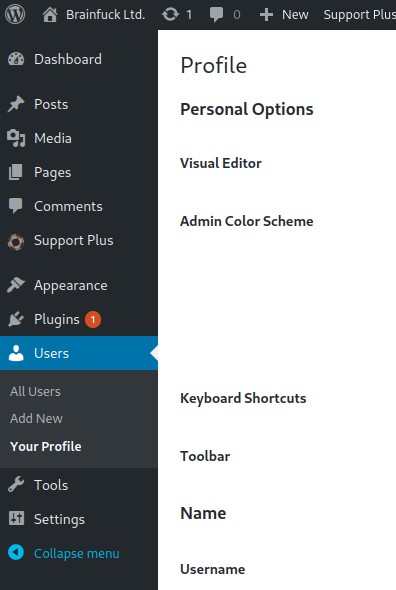 Brainfuck Ltd. 1 0 New Support Plus
Dashboard
Posts
Media
Pages
Comments
Support Plus
Appearance
Plugins 1
Users
All Users
Add New
Your Profile
Tools
Settings
Collapse menu
Profile
Personal Options
Visual Editor
Admin Color Scheme
Keyboard Shortcuts
Toolbar
Name
Username